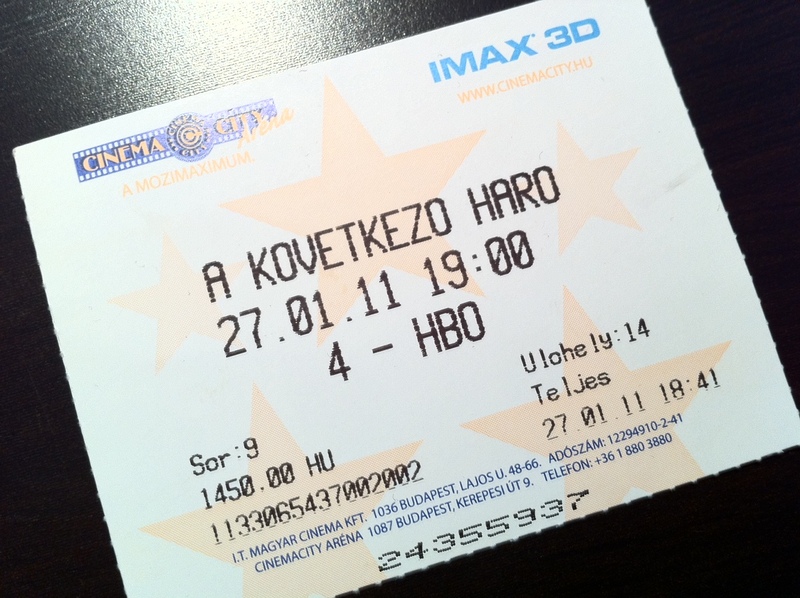 IMAX 3D
WWW.CINEMACITY.HU
CINEMA CITY
Aréna
A MOZIMAXIMUM.
A KOVETKEZO HARO
27.01.11 19:00
4 - HBO
Ulohely:14
Teljes
27.01.11 18:41
Sor:9
1450.00 HU
1133065437002002
I.T. MAGYAR CINEMA KFT. 1036 BUDAPEST, LAJOS U. 48-66. ADÓSZÁM: 12294910-2-41
CINEMACITY ARÉNA 1087 BUDAPEST, KEREPESI ÚT 9. TELEFON: +36 1 880 3880
24355937